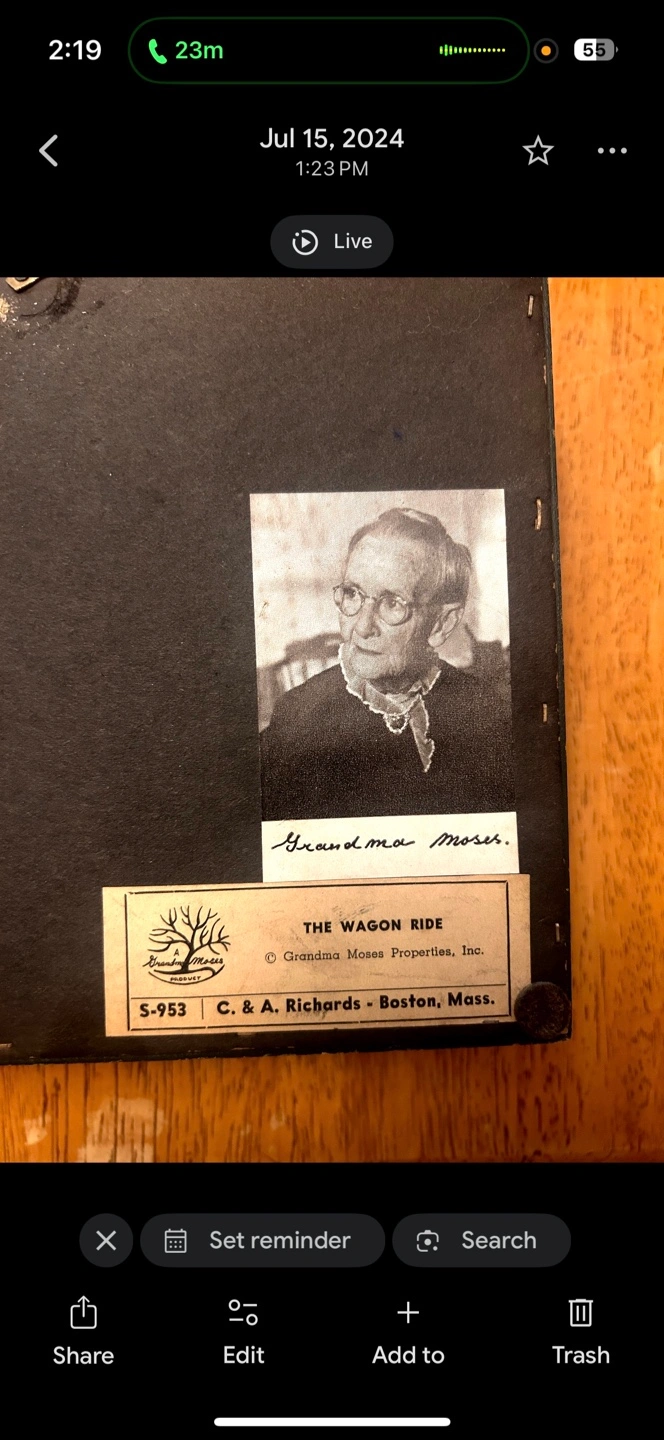 2:19
23m
55
Jul 15, 2024
1:23 PM
Live
Grandma Moses.
A
Grandma Moses
PRODUCT
THE WAGON RIDE
© Grandma Moses Properties, Inc.
S-953 | C. & A. Richards - Boston, Mass.
Set reminder
Search
Share
Edit
Add to
Trash